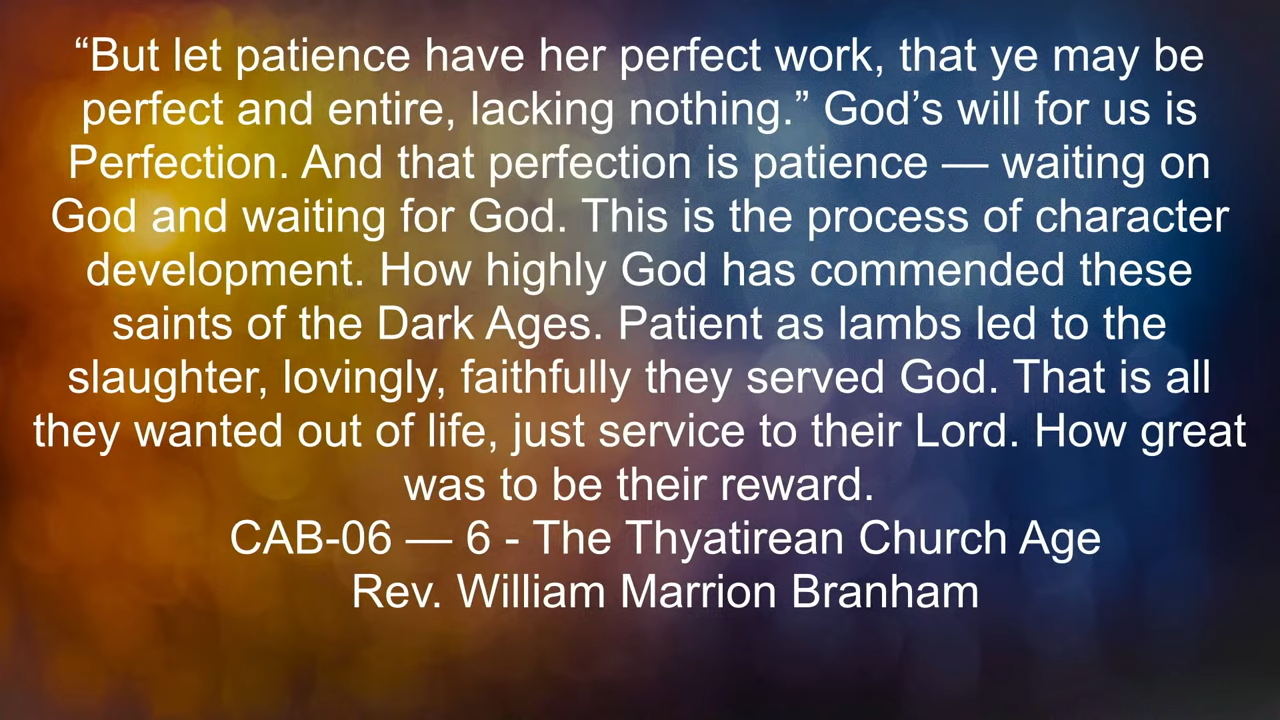 “But let patience have her perfect work, that ye may be
perfect and entire, lacking nothing.” God’s will for us is
Perfection. And that perfection is patience — waiting on
God and waiting for God. This is the process of character
development. How highly God has commended these
saints of the Dark Ages. Patient as lambs led to the
slaughter, lovingly, faithfully they served God. That is all
they wanted out of life, just service to their Lord. How great
was to be their reward.
CAB-06 — 6 - The Thyatirean Church Age
Rev. William Marrion Branham